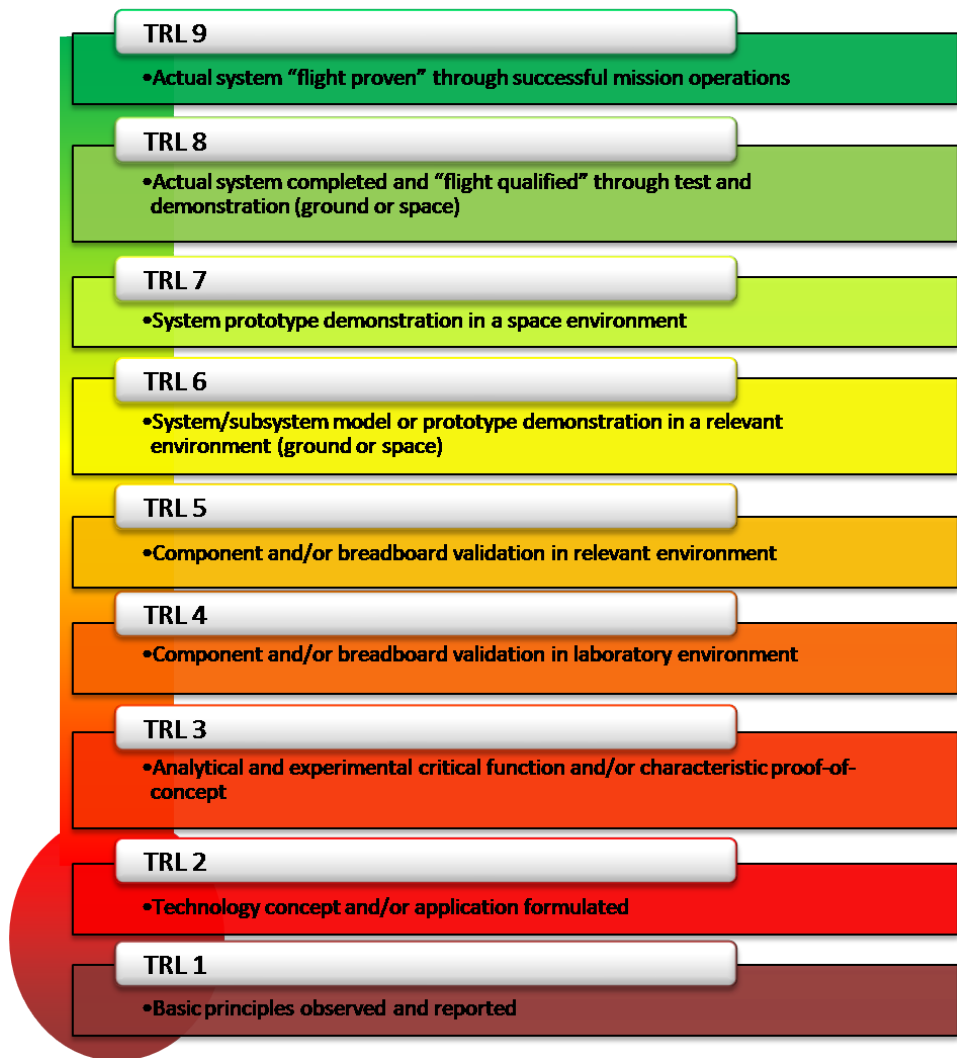 TRL 9
•Actual system “flight proven” through successful mission operations
TRL 8
•Actual system completed and “flight qualified” through test and
demonstration (ground or space)
TRL 7
•System prototype demonstration in a space environment
TRL 6
•System/subsystem model or prototype demonstration in a relevant
environment (ground or space)
TRL 5
•Component and/or breadboard validation in relevant environment
TRL 4
•Component and/or breadboard validation in laboratory environment
TRL 3
•Analytical and experimental critical function and/or characteristic proof-of-
concept
TRL 2
•Technology concept and/or application formulated
TRL 1
•Basic principles observed and reported